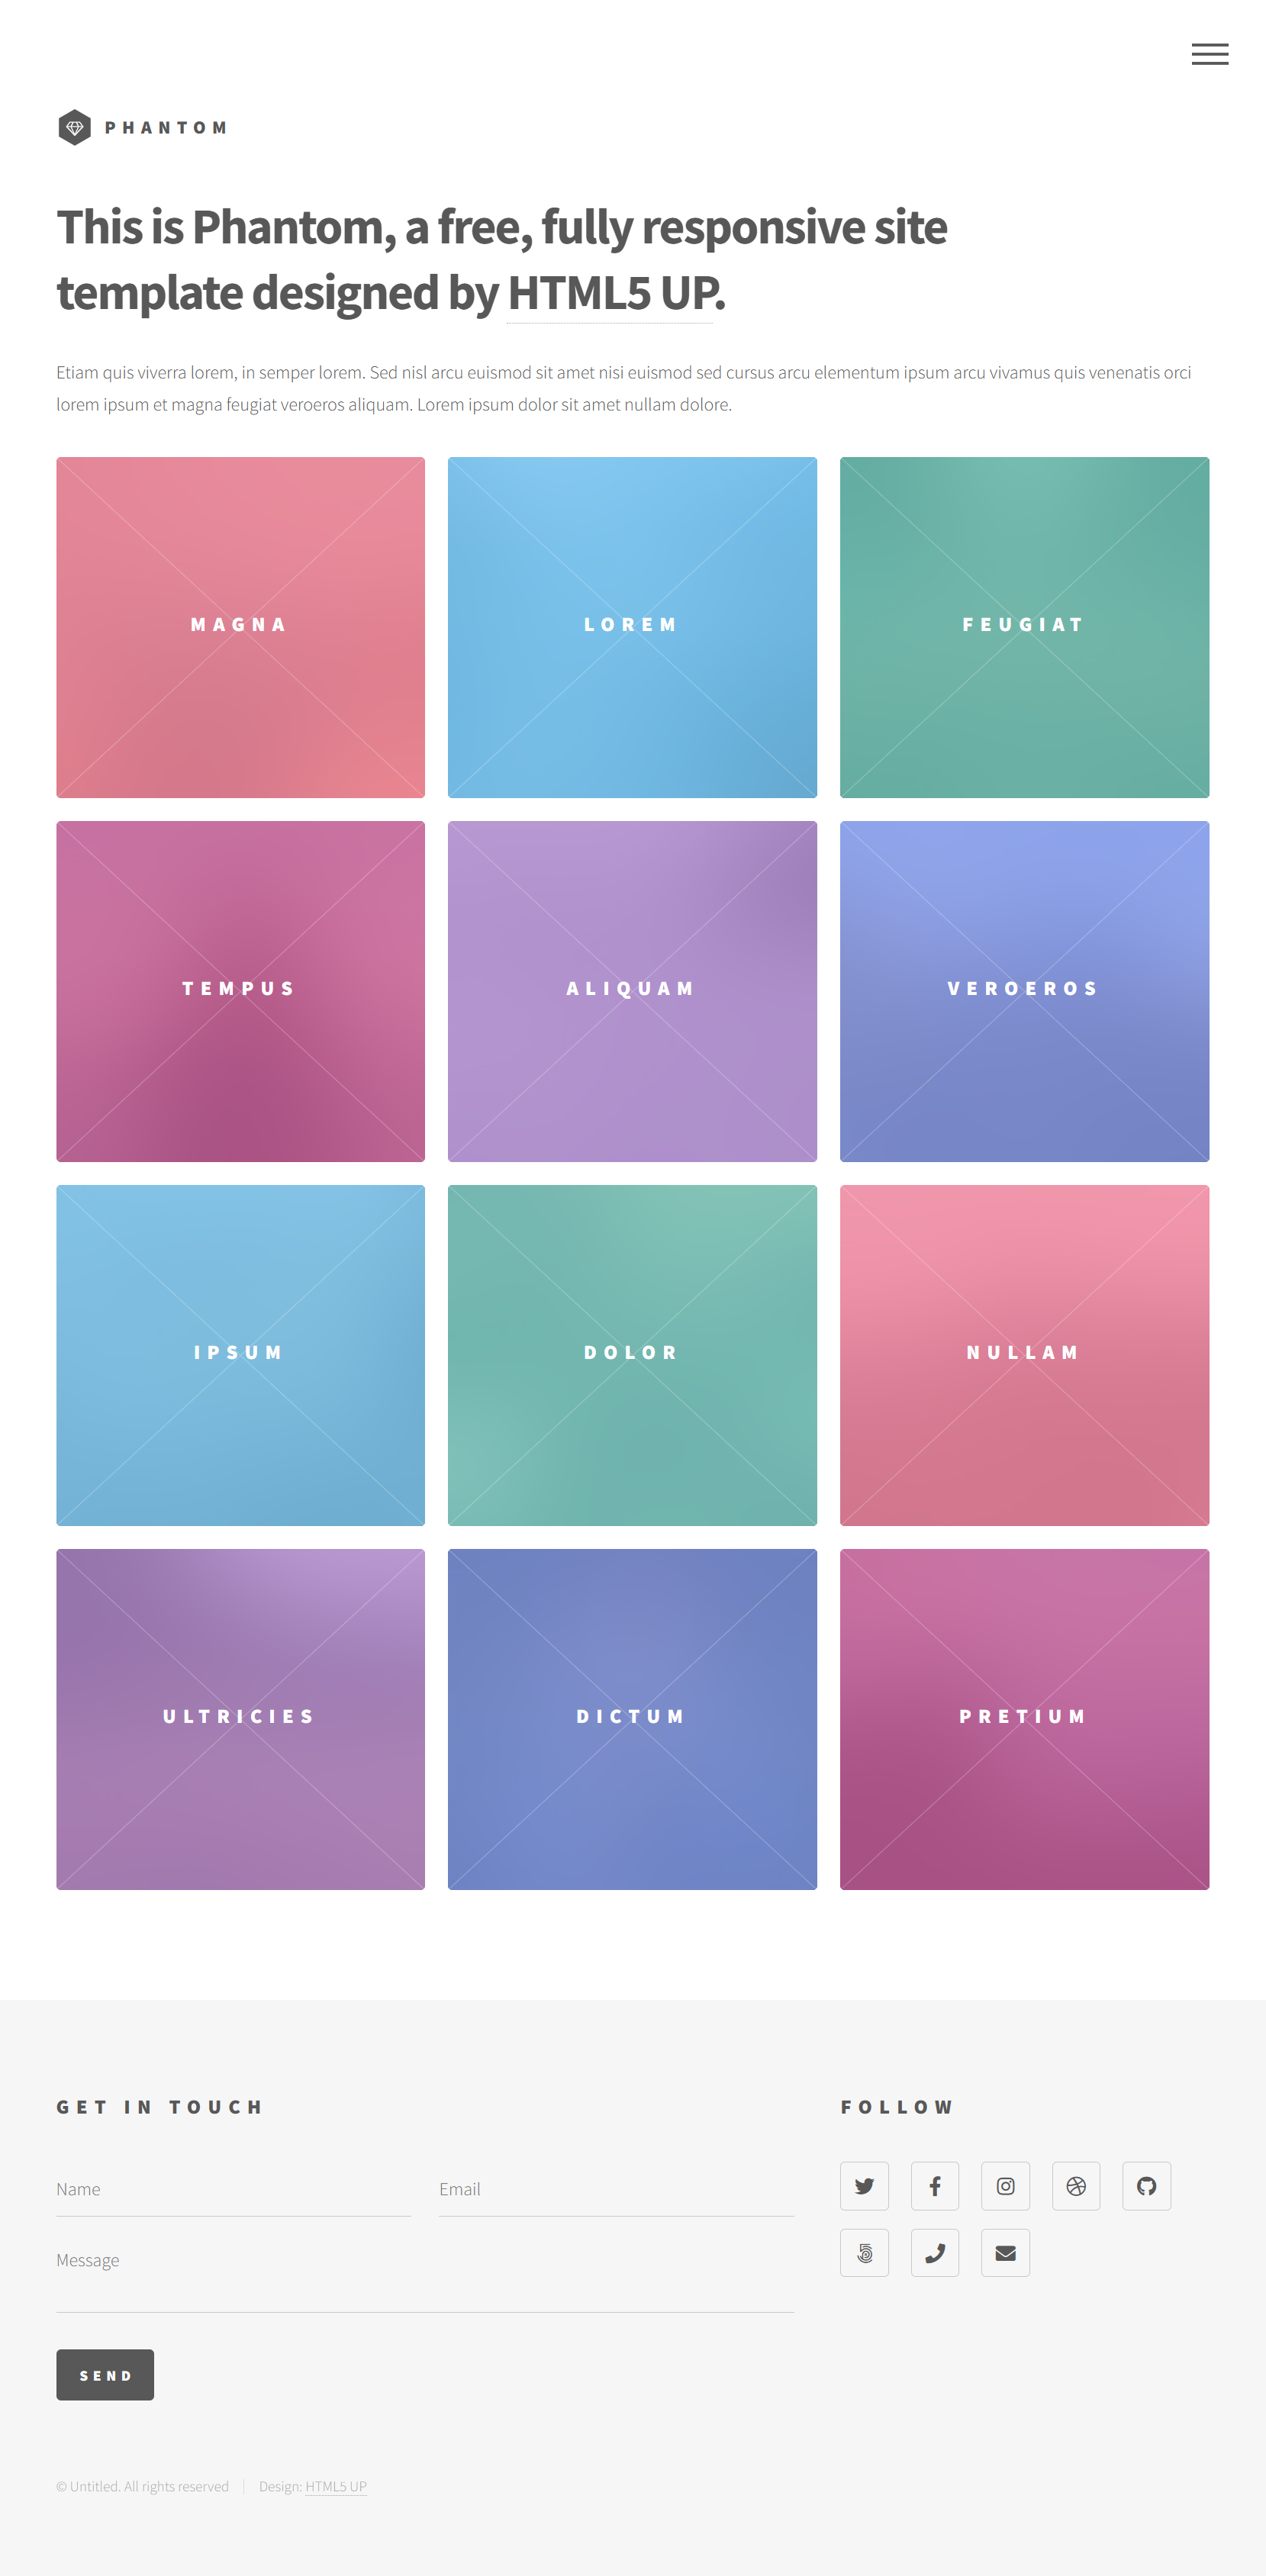 PHANTOM
This is Phantom, a free, fully responsive site
template designed by HTML5 UP.
Etiam quis viverra lorem, in semper lorem. Sed nisl arcu euismod sit amet nisi euismod sed cursus arcu elementum ipsum arcu vivamus quis venenatis orci
lorem ipsum et magna feugiat veroeros aliquam. Lorem ipsum dolor sit amet nullam dolore.
MAGNA
LOREM
FEUGIAT
TEMPUS
ALIQUAM
VEROEROS
IPSUM
DOLOR
NULLAM
ULTRICIES
DICTUM
PRETIUM
GET IN TOUCH
Name
Email
Message
SEND
FOLLOW
© Untitled. All rights reserved
Design: HTML5 UP